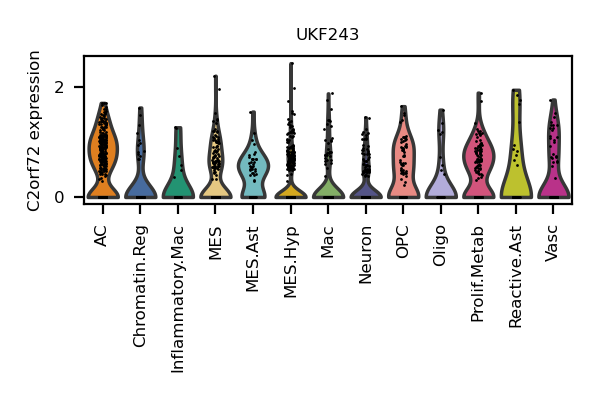 UKF243
C2orf72 expression
2
0
AC
Chromatin.Reg
Inflammatory.Mac
MES
MES.Ast
MES.Hyp
Mac
Neuron
OPC
Oligo
Prolif.Metab
Reactive.Ast
Vasc